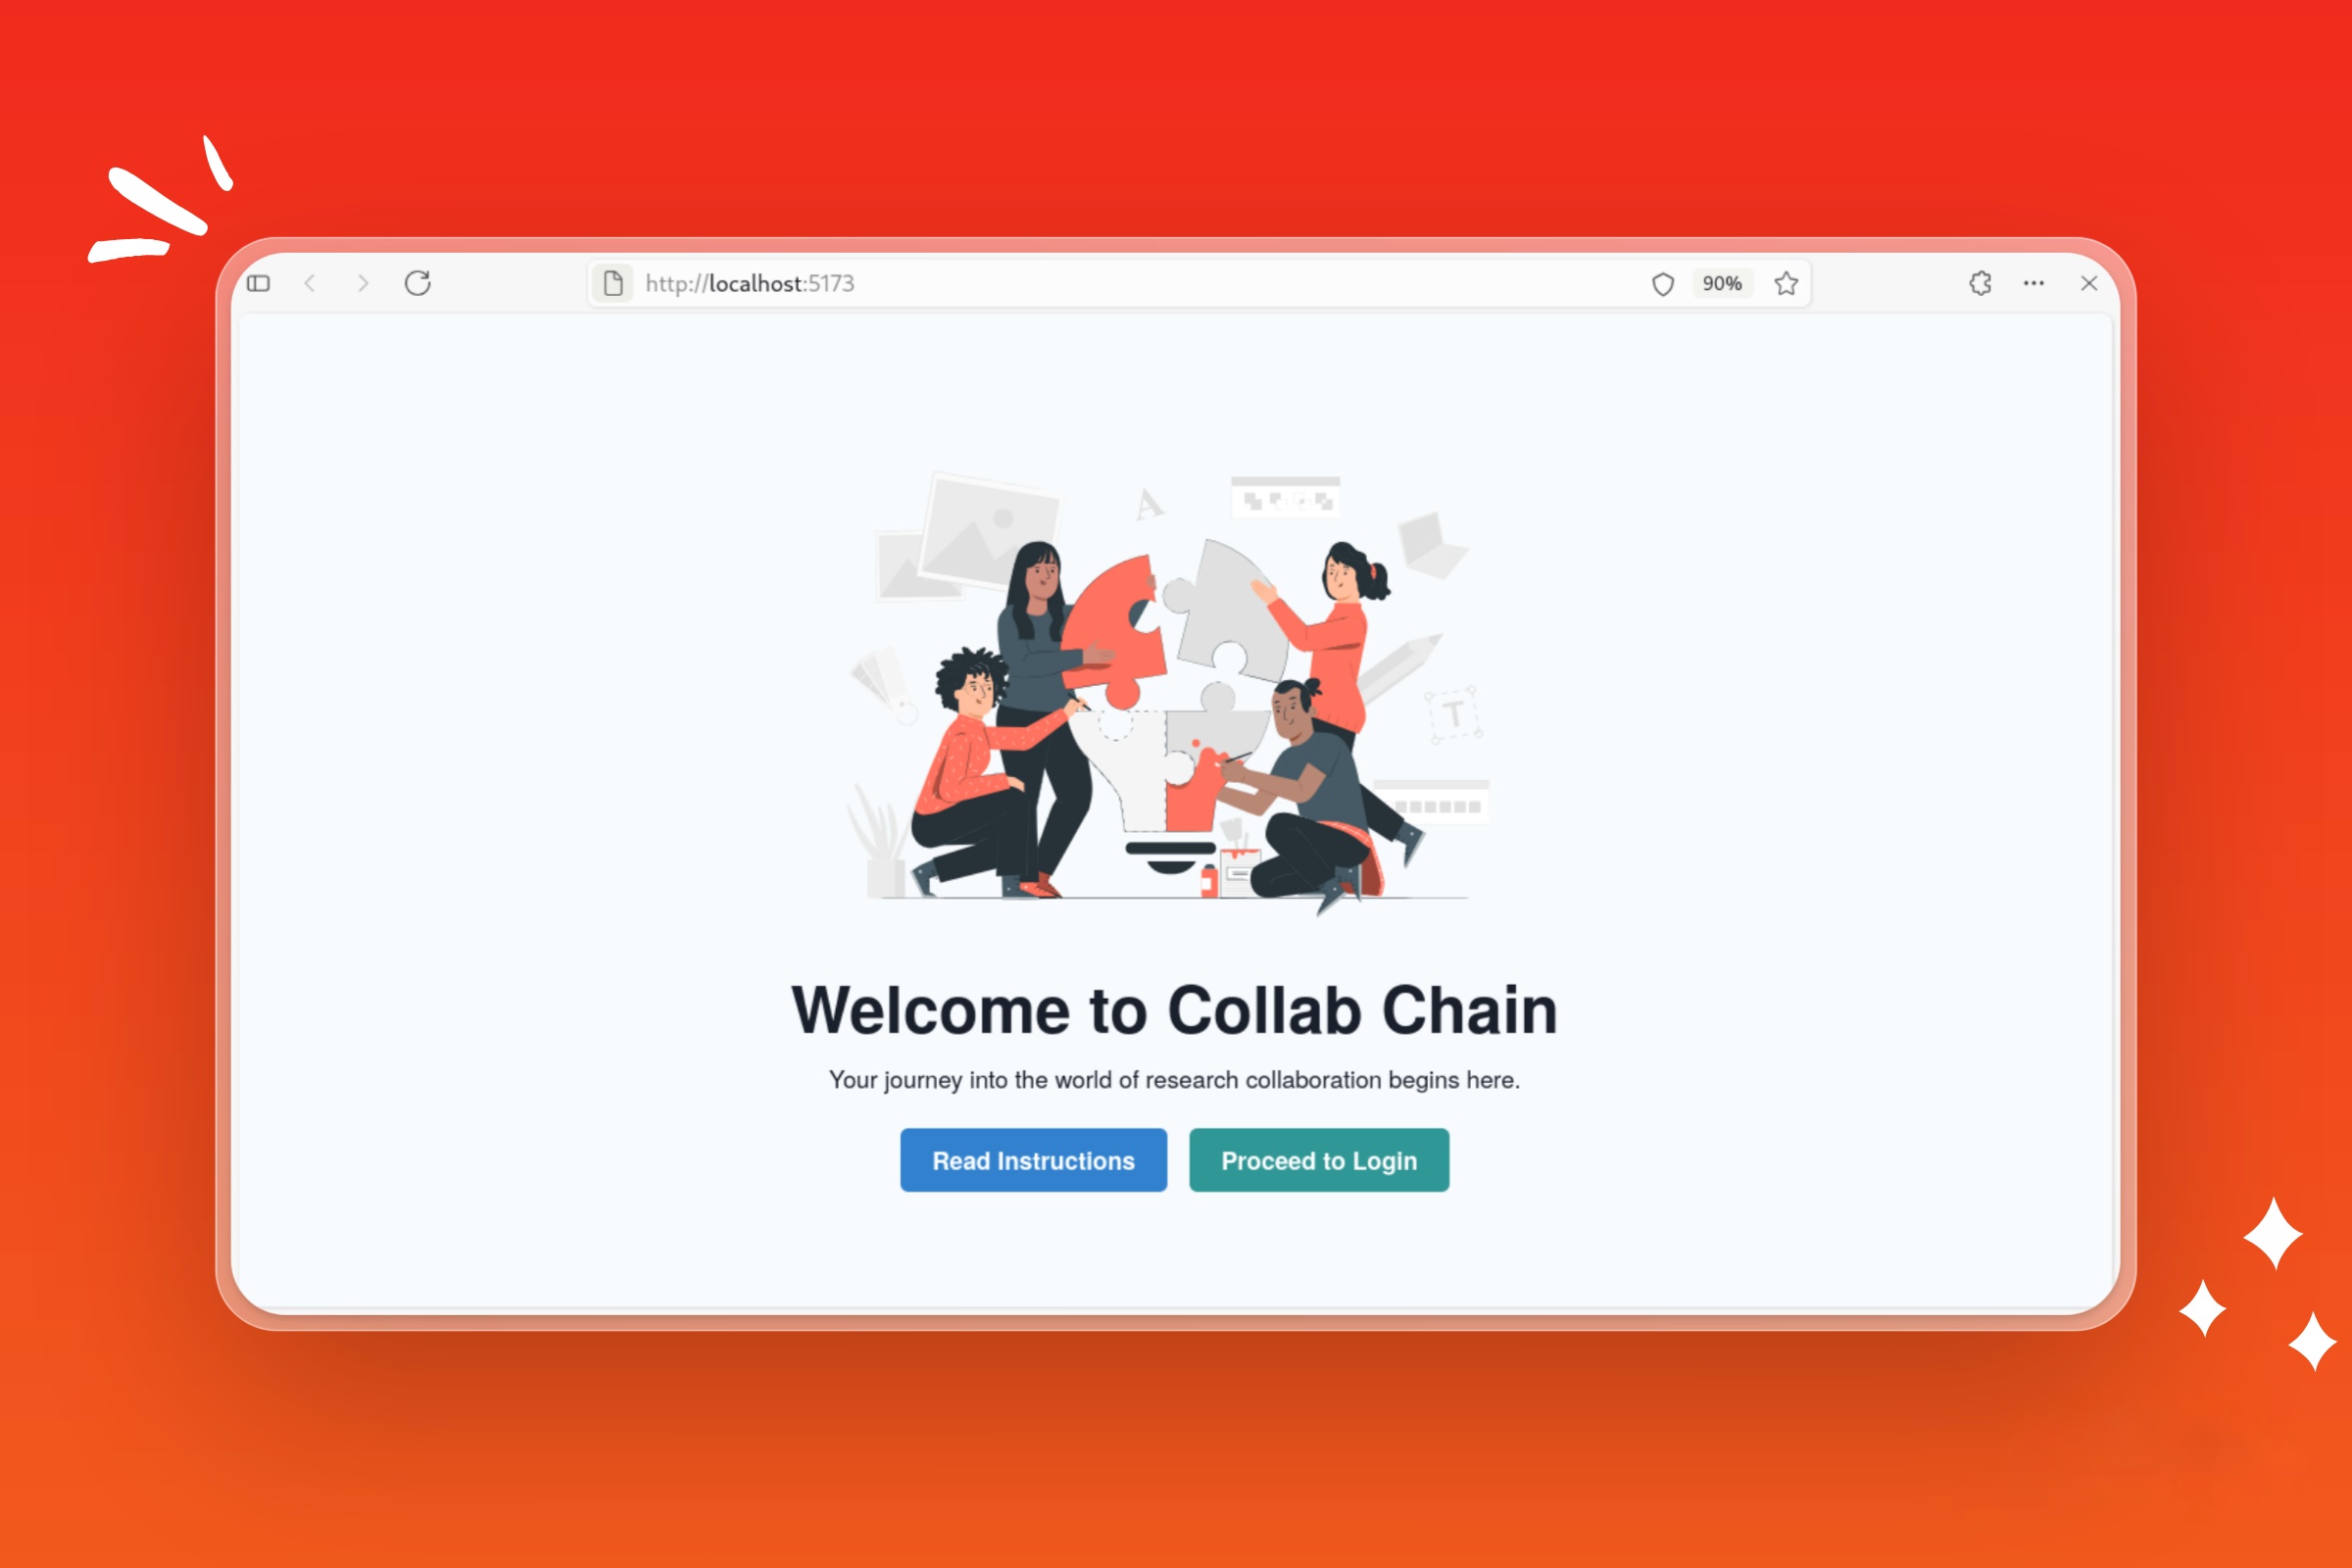 http://localhost:5173
90%
A
T
Welcome to Collab Chain
Your journey into the world of research collaboration begins here.
Read Instructions
Proceed to Login